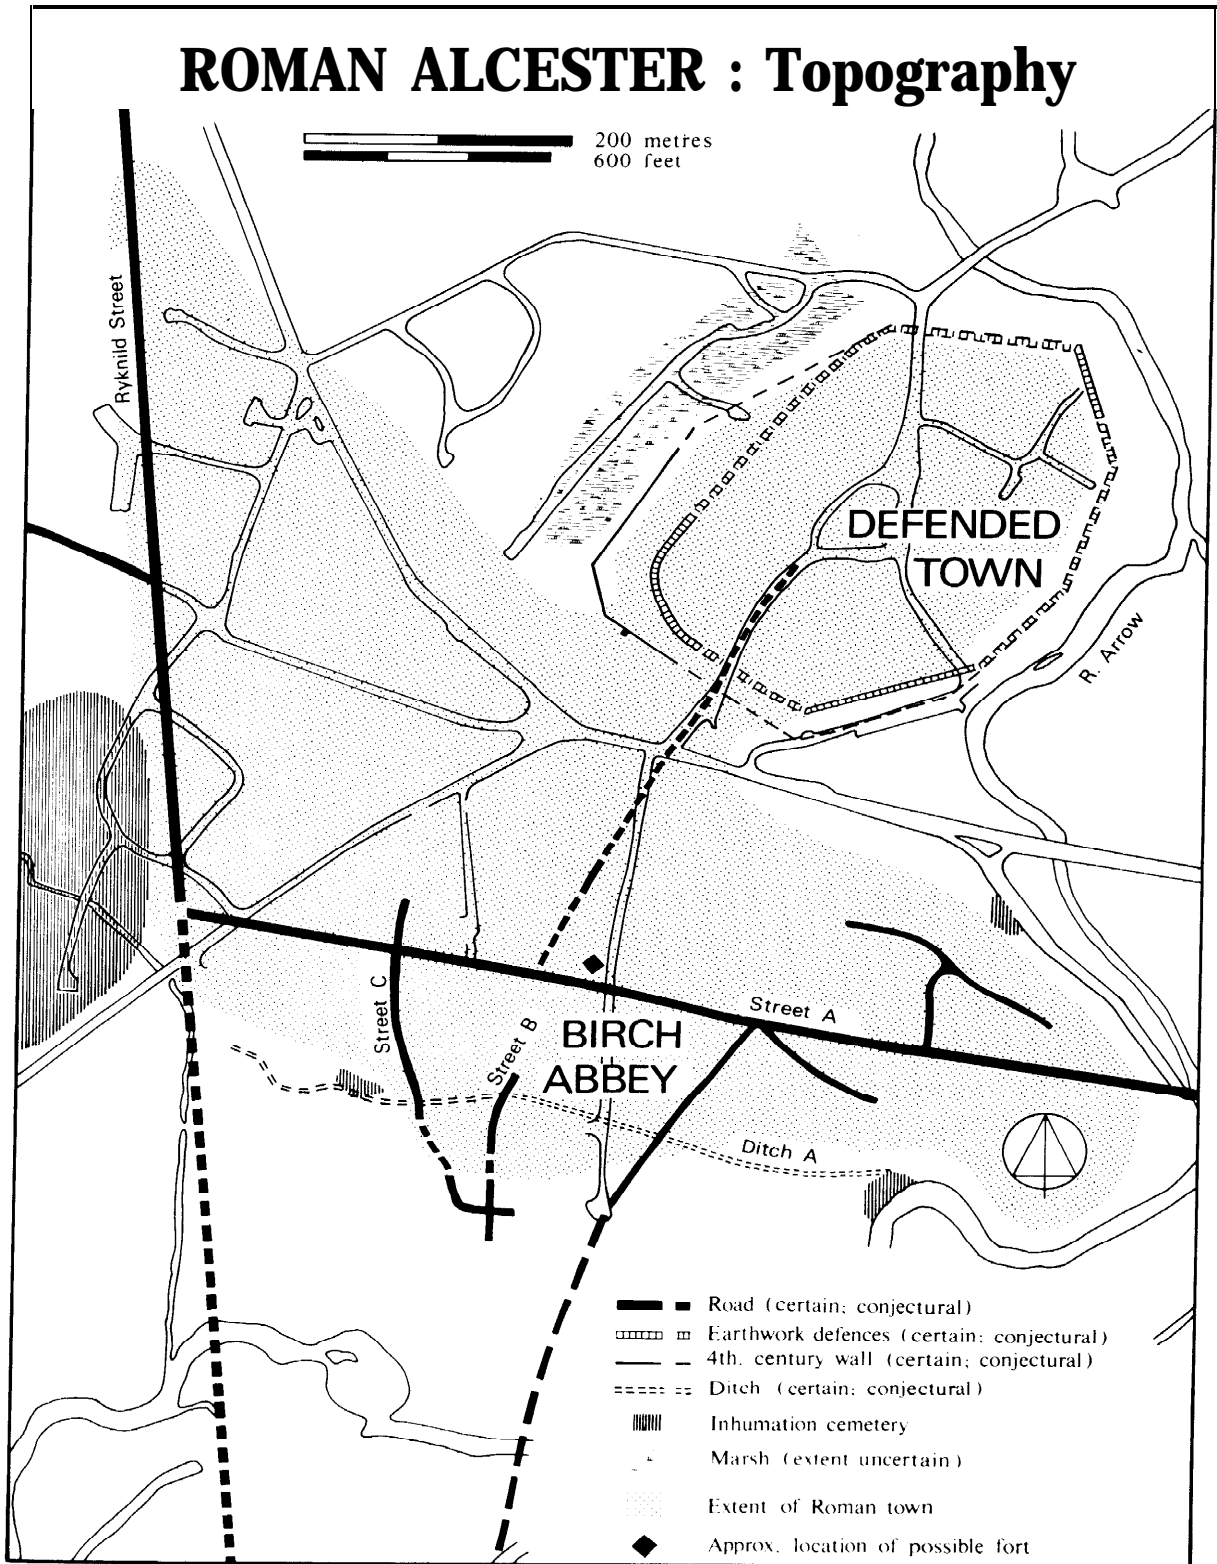 ROMAN ALCESTER : Topography
200 metres
600 feet
Ryknild Street
DEFENDED
TOWN
R. Arrow
Street C
Street B
Street A
BIRCH
ABBEY
Ditch A
Road (certain; conjectural)
Earthwork defences (certain; conjectural)
4th. century wall (certain; conjectural)
Ditch (certain; conjectural)
Inhumation cemetery
Marsh (extent uncertain)
Extent of Roman town
Approx. location of possible fort